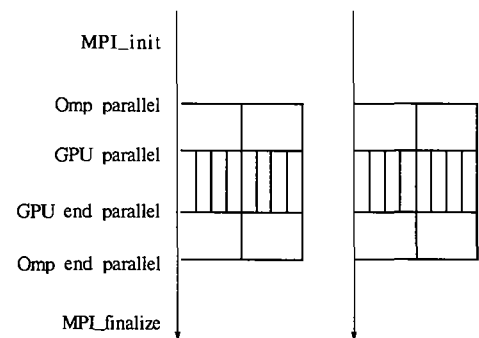 MPI_init
Omp parallel
GPU parallel
GPU end parallel
Omp end parallel
MPI_finalize